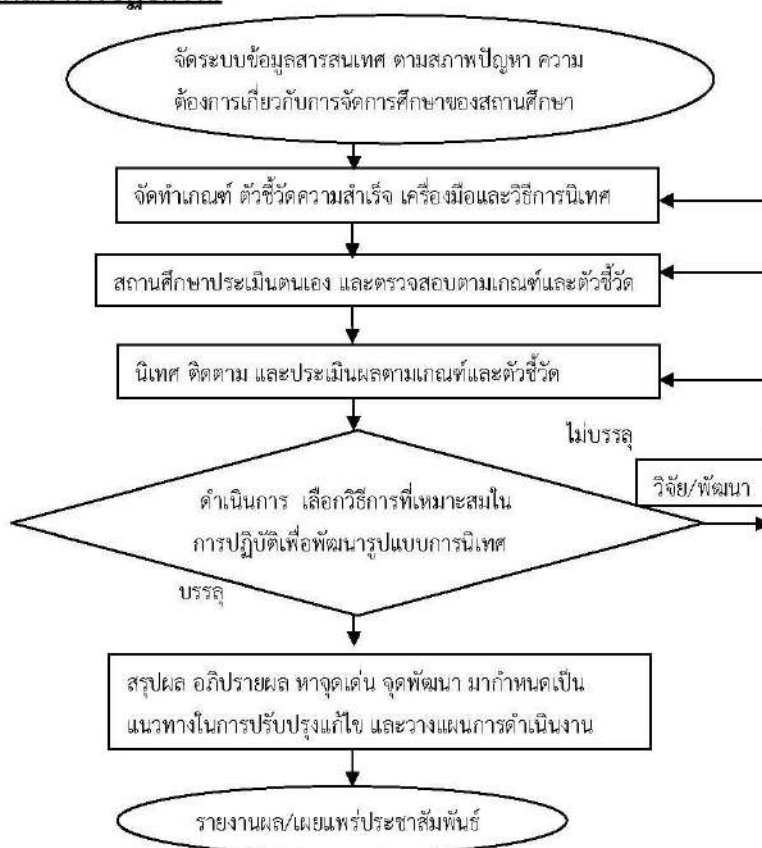 จัดระบบข้อมูลสารสนเทศ ตามสภาพปัญหา ความ
ต้องการเกี่ยวกับการจัดการศึกษาของสถานศึกษา
จัดทำเกณฑ์ ตัวชี้วัดความสำเร็จ เครื่องมือและวิธีการนิเทศ
สถานศึกษาประเมินตนเอง และตรวจสอบตามเกณฑ์และตัวชี้วัด
นิเทศ ติดตาม และประเมินผลตามเกณฑ์และตัวชี้วัด
ไม่บรรลุ
วิจัย/พัฒนา
ดำเนินการ เลือกวิธีการที่เหมาะสมใน
การปฏิบัติเพื่อพัฒนารูปแบบการนิเทศ
บรรลุ
สรุปผล อภิปรายผล หาจุดเด่น จุดพัฒนา มากำหนดเป็น
แนวทางในการปรับปรุงแก้ไข และวางแผนการดำเนินงาน
รายงานผล/เผยแพร่ประชาสัมพันธ์